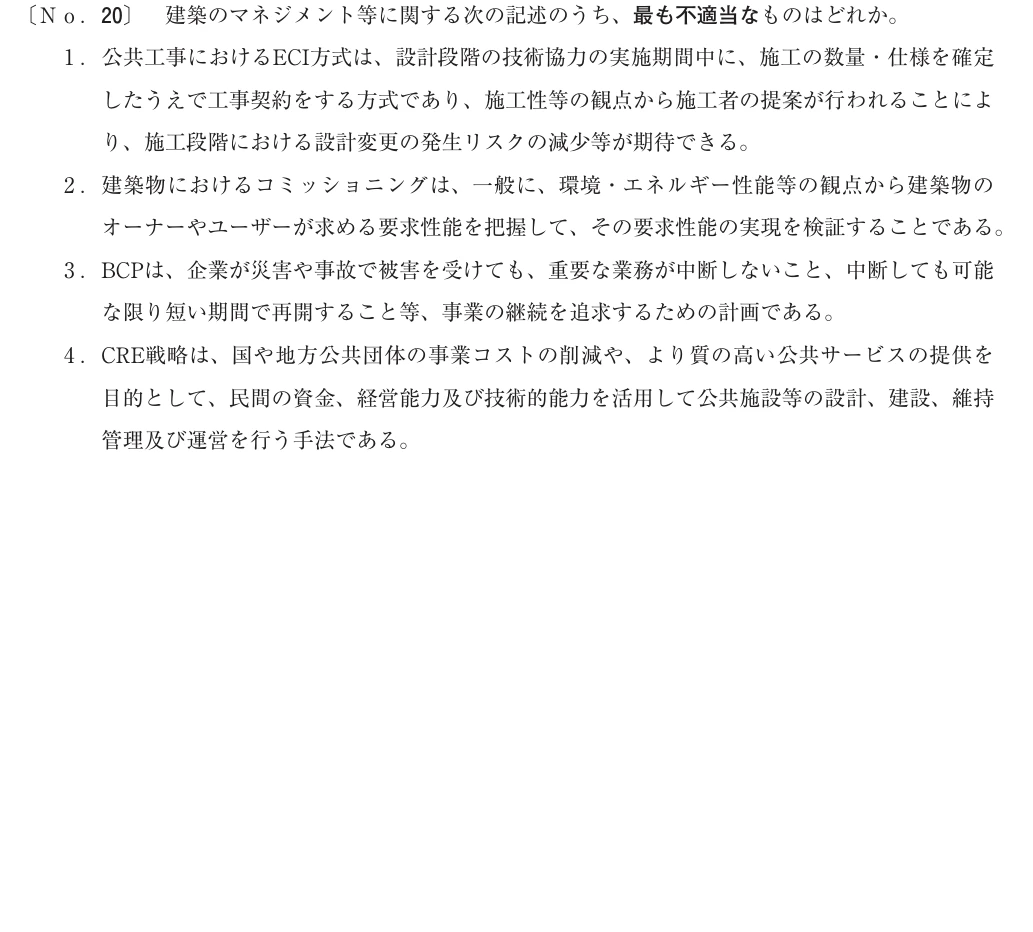 〔Ｎｏ．20〕　建築のマネジメント等に関する次の記述のうち、最も不適当なものはどれか。
１．公共工事におけるECI方式は、設計段階の技術協力の実施期間中に、施工の数量・仕様を確定
したうえで工事契約をする方式であり、施工性等の観点から施工者の提案が行われることによ
り、施工段階における設計変更の発生リスクの減少等が期待できる。
２．建築物におけるコミッショニングは、一般に、環境・エネルギー性能等の観点から建築物の
オーナーやユーザーが求める要求性能を把握して、その要求性能の実現を検証することである。
３．BCPは、企業が災害や事故で被害を受けても、重要な業務が中断しないこと、中断しても可能
な限り短い期間で再開すること等、事業の継続を追求するための計画である。
４．CRE戦略は、国や地方公共団体の事業コストの削減や、より質の高い公共サービスの提供を
目的として、民間の資金、経営能力及び技術的能力を活用して公共施設等の設計、建設、維持
管理及び運営を行う手法である。